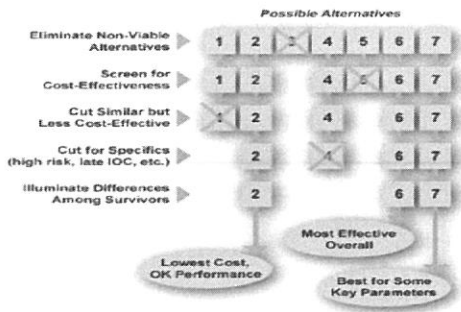 Possible Alternatives
Eliminate Non-Viable
Alternatives
1 2 3 4 5 6 7
Screen for
Cost-Effectiveness
1 2 4 5 6 7
Cut Similar but
Less Cost-Effective
1 2 4 6 7
Cut for Specifics
(high risk, late IOC, etc.)
2 4 6 7
Illuminate Differences
Among Survivors
2 6 7
Most Effective
Overall
Lowest Cost,
OK Performance
Best for Some
Key Parameters